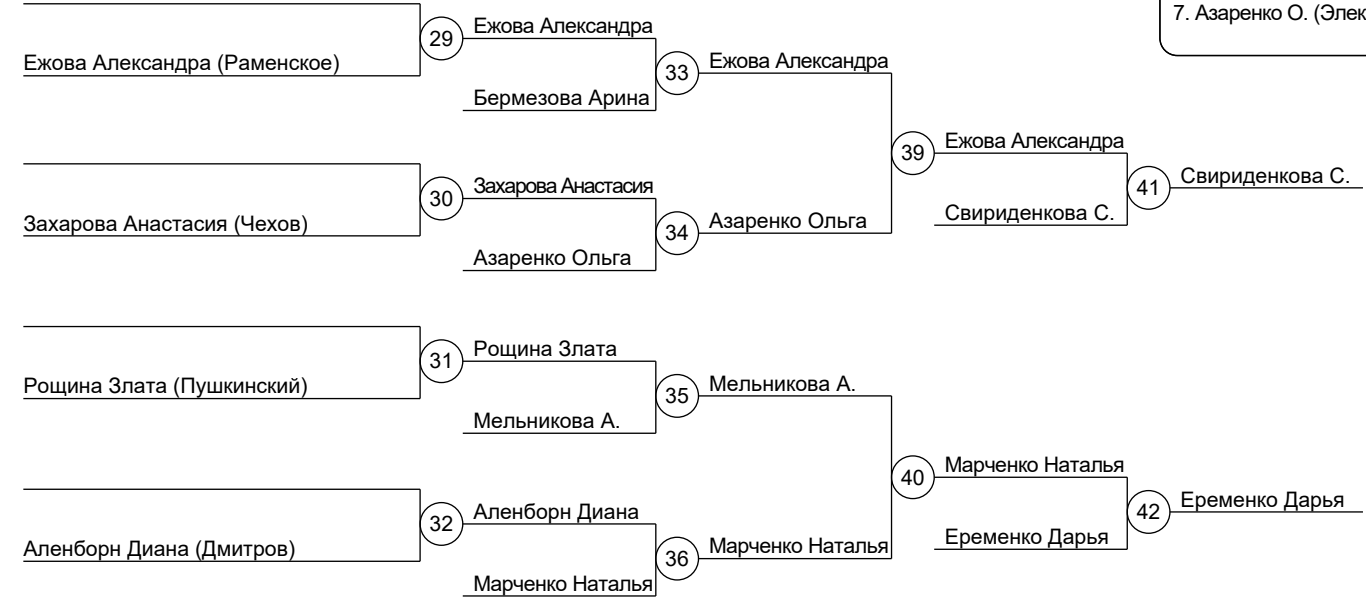 7. Азаренко О. (Элек
29
Ежова Александра
Ежова Александра (Раменское)
33
Ежова Александра
Бермезова Арина
39
Ежова Александра
30
Захарова Анастасия
41
Свириденкова С.
Захарова Анастасия (Чехов)
34
Азаренко Ольга
Свириденкова С.
Азаренко Ольга
31
Рощина Злата
Рощина Злата (Пушкинский)
35
Мельникова А.
Мельникова А.
40
Марченко Наталья
32
Аленборн Диана
42
Еременко Дарья
Аленборн Диана (Дмитров)
36
Марченко Наталья
Еременко Дарья
Марченко Наталья